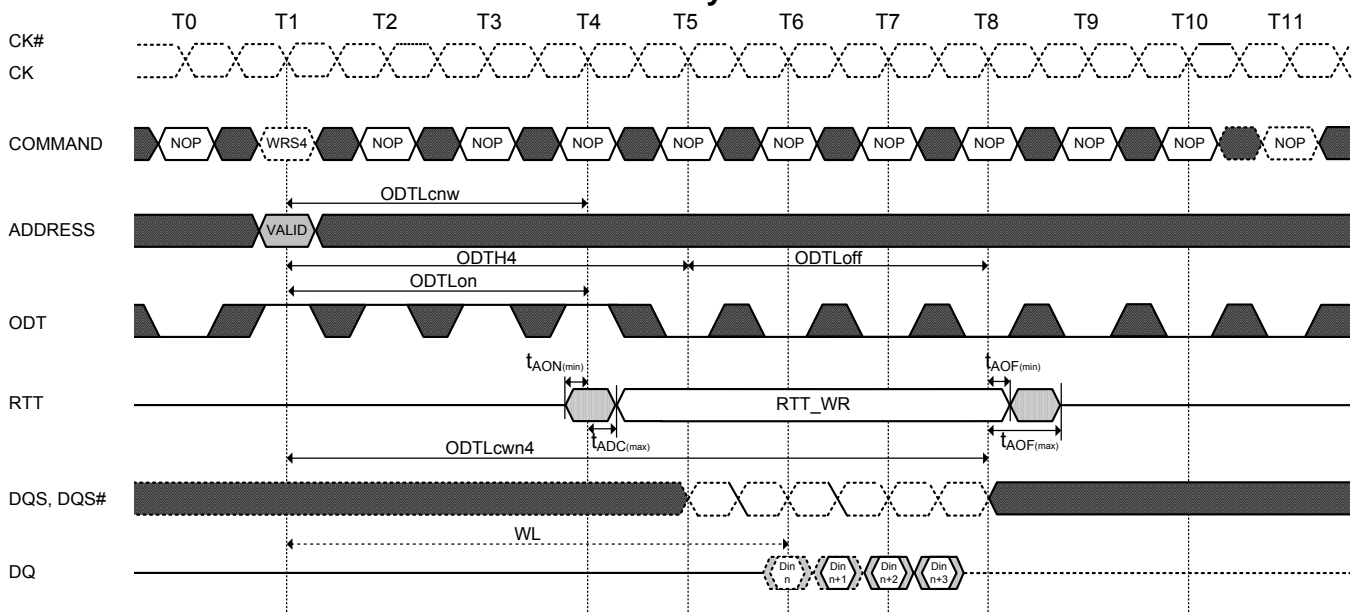 T0 T1 T2 T3 T4 T5 T6 T7 T8 T9 T10 T11
CK#
CK
COMMAND NOP WRS4 NOP NOP NOP NOP NOP NOP NOP NOP NOP NOP
ODTLcnw
ADDRESS VALID
ODTH4 ODTLoff
ODTLon
ODT
tAON(min) tAOF(min)
RTT RTT_WR
tADC(max) tAOF(max)
ODTLcwn4
DQS, DQS#
WL
DQ Din n Din n+1 Din n+2 Din n+3